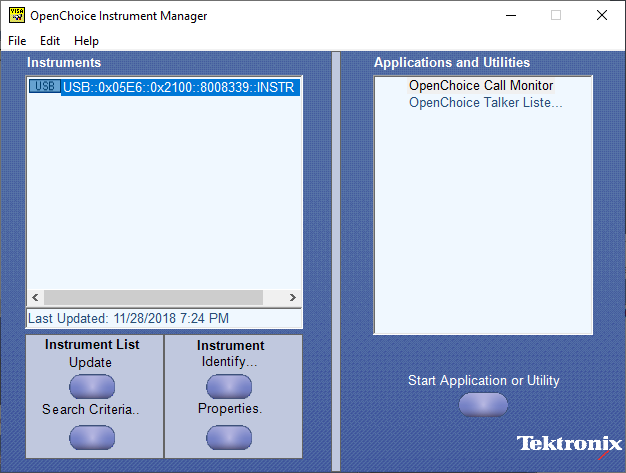 OpenChoice Instrument Manager
File Edit Help
Instruments
Applications and Utilities
USB USB::0x05E6::0x2100::8008339::INSTR
OpenChoice Call Monitor
OpenChoice Talker Liste...
Last Updated: 11/28/2018 7:24 PM
Instrument List
Update
Search Criteria..
Instrument
Identify...
Properties.
Start Application or Utility
Tektronix